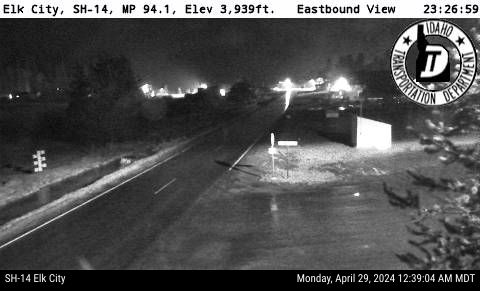 Elk City, SH-14, MP 94.1, Elev 3,939ft. Eastbound View 23:26:59
IDAHO
TRANSPORTATION DEPARTMENT
SH-14 Elk City Monday, April 29, 2024 12:39:04 AM MDT